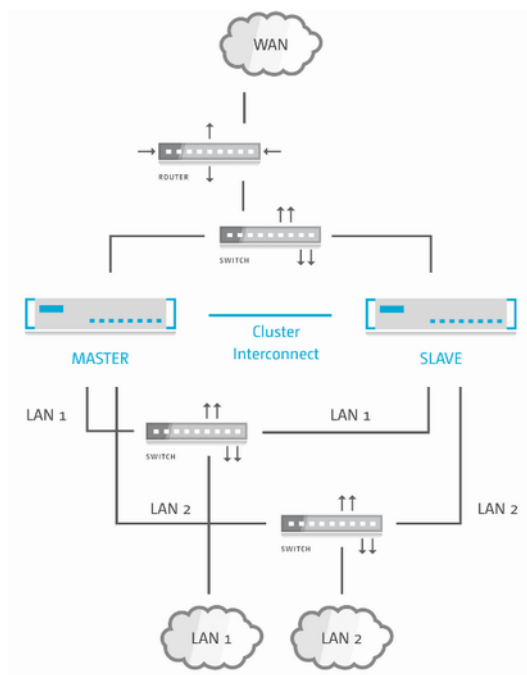 WAN
ROUTER
SWITCH
Cluster
Interconnect
MASTER
SLAVE
LAN 1
LAN 1
SWITCH
LAN 2
LAN 2
SWITCH
LAN 1
LAN 2